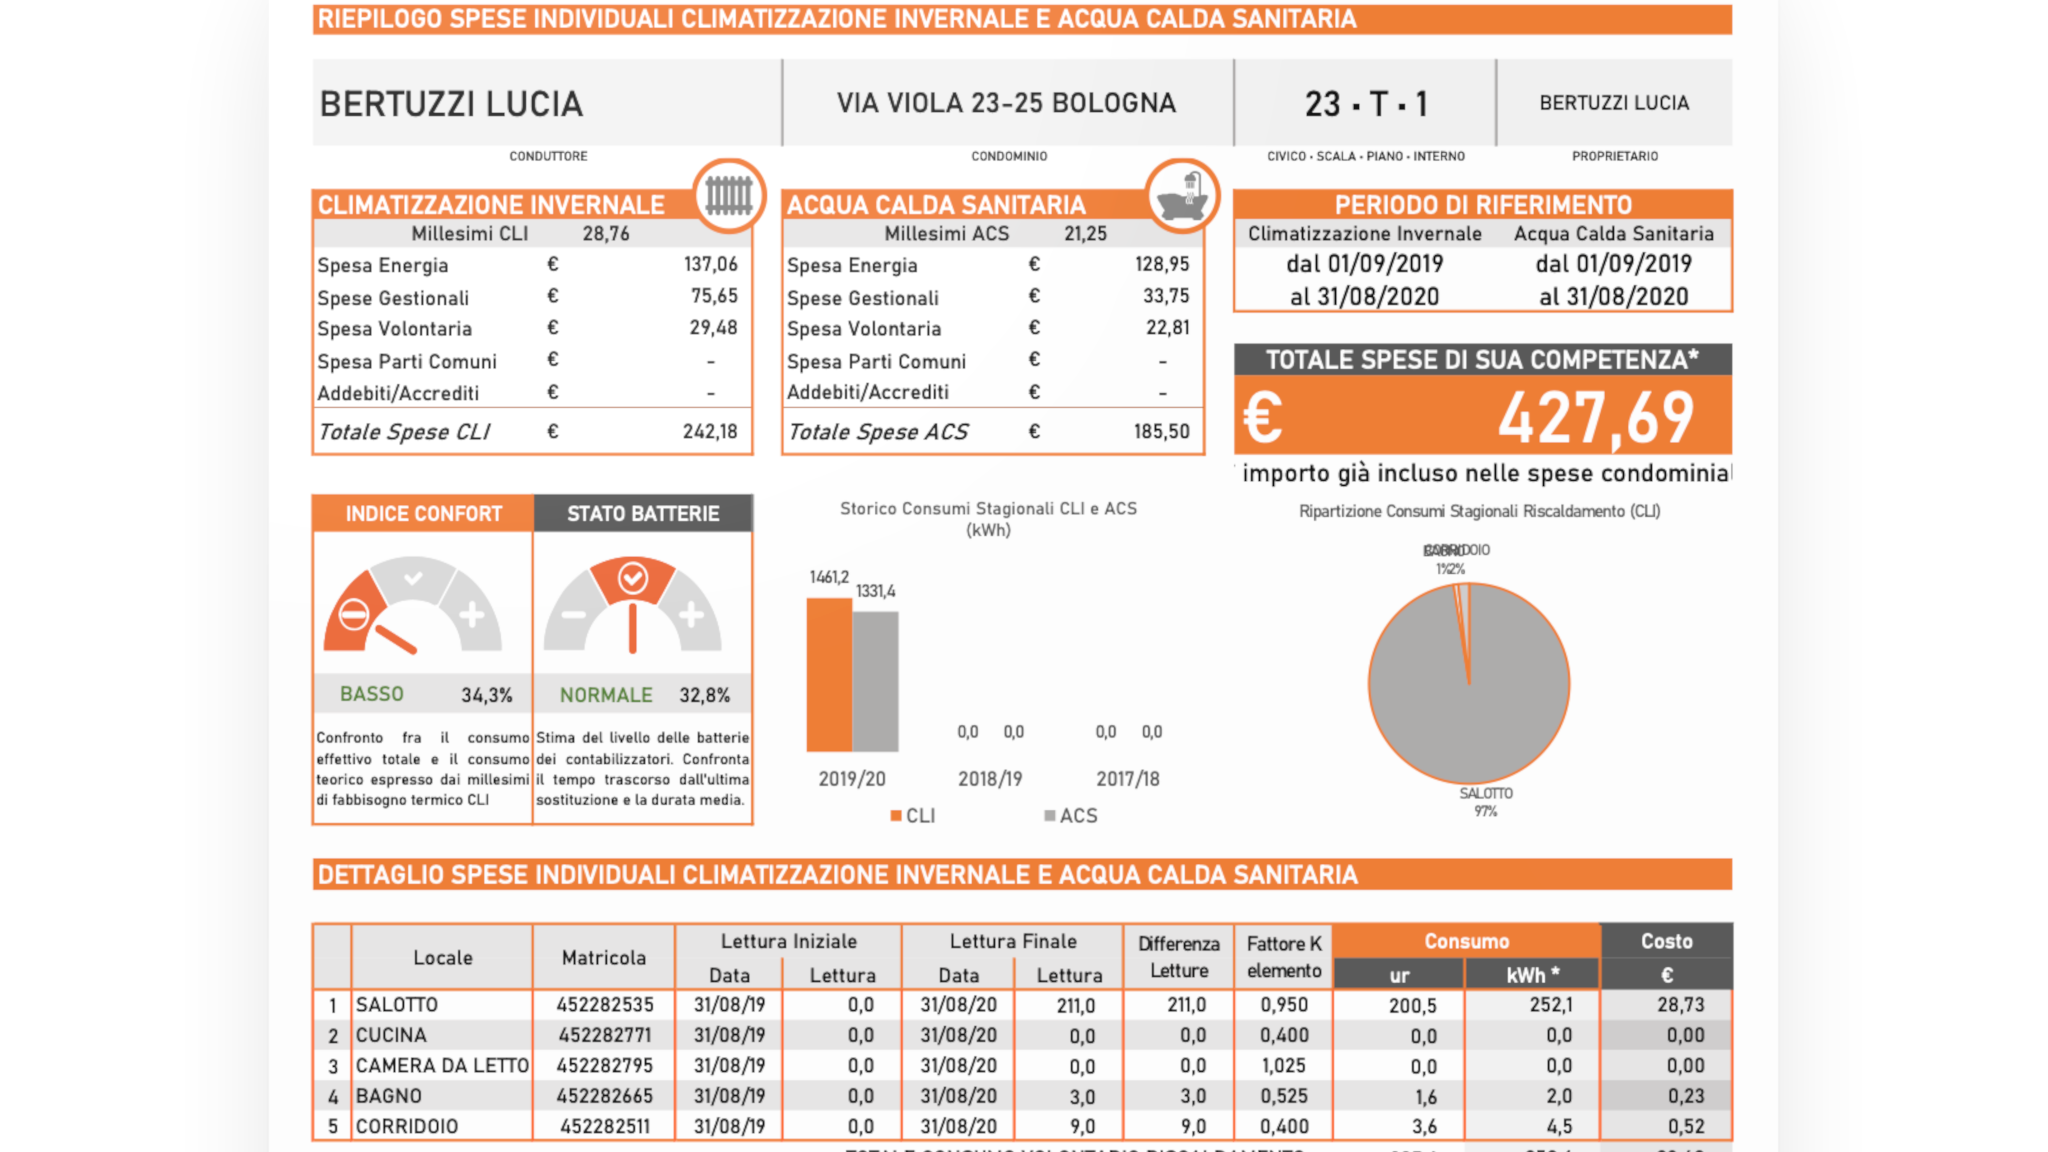 RIEPILOGO SPESE INDIVIDUALI CLIMATIZZAZIONE INVERNALE E ACQUA CALDA SANITARIA
BERTUZZI LUCIA
VIA VIOLA 23-25 BOLOGNA
23 · T · 1
BERTUZZI LUCIA
CONDUTTORE
CONDOMINIO
CIVICO · SCALA · PIANO · INTERNO
PROPRIETARIO
CLIMATIZZAZIONE INVERNALE
Millesimi CLI 28,76
Spesa Energia € 137,06
Spese Gestionali € 75,65
Spesa Volontaria € 29,48
Spesa Parti Comuni € -
Addebiti/Accrediti € -
Totale Spese CLI € 242,18
ACQUA CALDA SANITARIA
Millesimi ACS 21,25
Spesa Energia € 128,95
Spese Gestionali € 33,75
Spesa Volontaria € 22,81
Spesa Parti Comuni € -
Addebiti/Accrediti € -
Totale Spese ACS € 185,50
PERIODO DI RIFERIMENTO
Climatizzazione Invernale Acqua Calda Sanitaria
dal 01/09/2019 dal 01/09/2019
al 31/08/2020 al 31/08/2020
TOTALE SPESE DI SUA COMPETENZA*
€ 427,69
importo già incluso nelle spese condominial
INDICE CONFORT
BASSO 34,3%
Confronto fra il consumo
effettivo totale e il consumo
teorico espresso dai millesimi
di fabbisogno termico CLI
STATO BATTERIE
NORMALE 32,8%
Stima del livello delle batterie
dei contabilizzatori. Confronta
il tempo trascorso dall'ultima
sostituzione e la durata media.
Storico Consumi Stagionali CLI e ACS
(kWh)
1461,2
1331,4
0,0 0,0 0,0 0,0
2019/20 2018/19 2017/18
CLI ACS
Ripartizione Consumi Stagionali Riscaldamento (CLI)
CORRIDOIO
1% 2%
SALOTTO
97%
DETTAGLIO SPESE INDIVIDUALI CLIMATIZZAZIONE INVERNALE E ACQUA CALDA SANITARIA
Locale Matricola Lettura Iniziale Lettura Finale Differenza Letture Fattore K elemento Consumo Costo
Data Lettura Data Lettura ur kWh * €
1 SALOTTO 452282535 31/08/19 0,0 31/08/20 211,0 211,0 0,950 200,5 252,1 28,73
2 CUCINA 452282771 31/08/19 0,0 31/08/20 0,0 0,0 0,400 0,0 0,0 0,00
3 CAMERA DA LETTO 452282795 31/08/19 0,0 31/08/20 0,0 0,0 1,025 0,0 0,0 0,00
4 BAGNO 452282665 31/08/19 0,0 31/08/20 3,0 3,0 0,525 1,6 2,0 0,23
5 CORRIDOIO 452282511 31/08/19 0,0 31/08/20 9,0 9,0 0,400 3,6 4,5 0,52